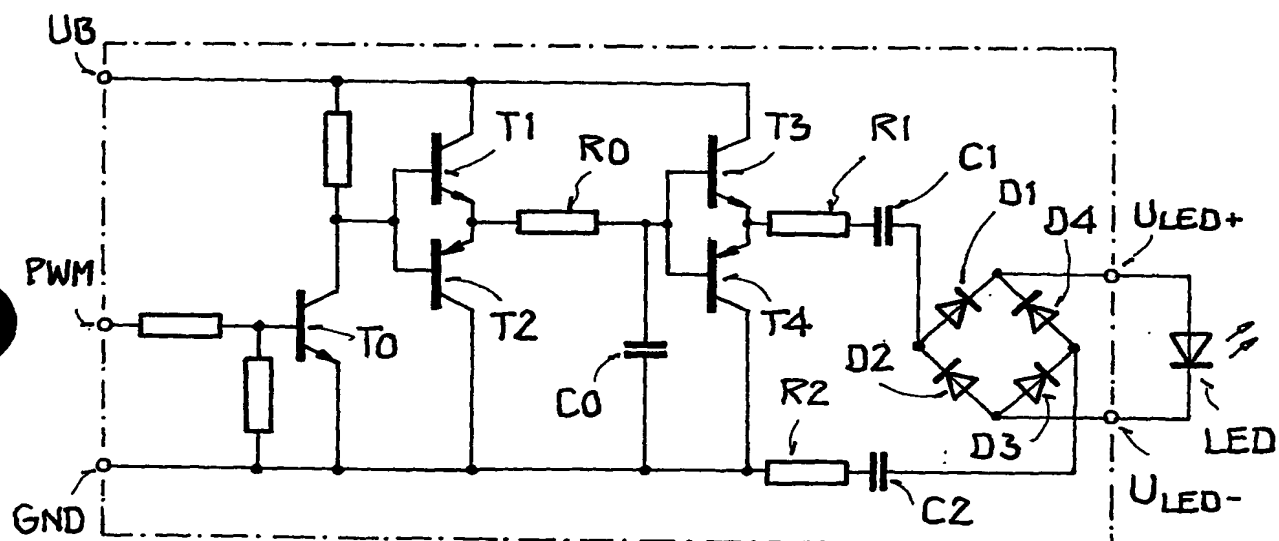 UB
T1
R0
T3
R1
C1
D1
D4
ULED+
PWM
T0
T2
C0
T4
D2
R2
D3
LED
GND
C2
ULED-